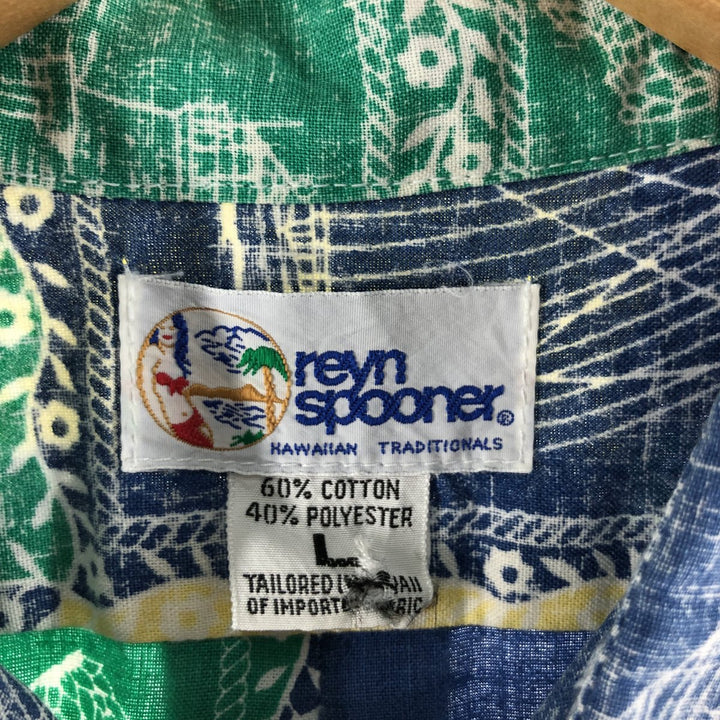 reyn
spooner®
HAWAIIAN TRADITIONALS
60% COTTON
40% POLYESTER
L
TAILORED
OF